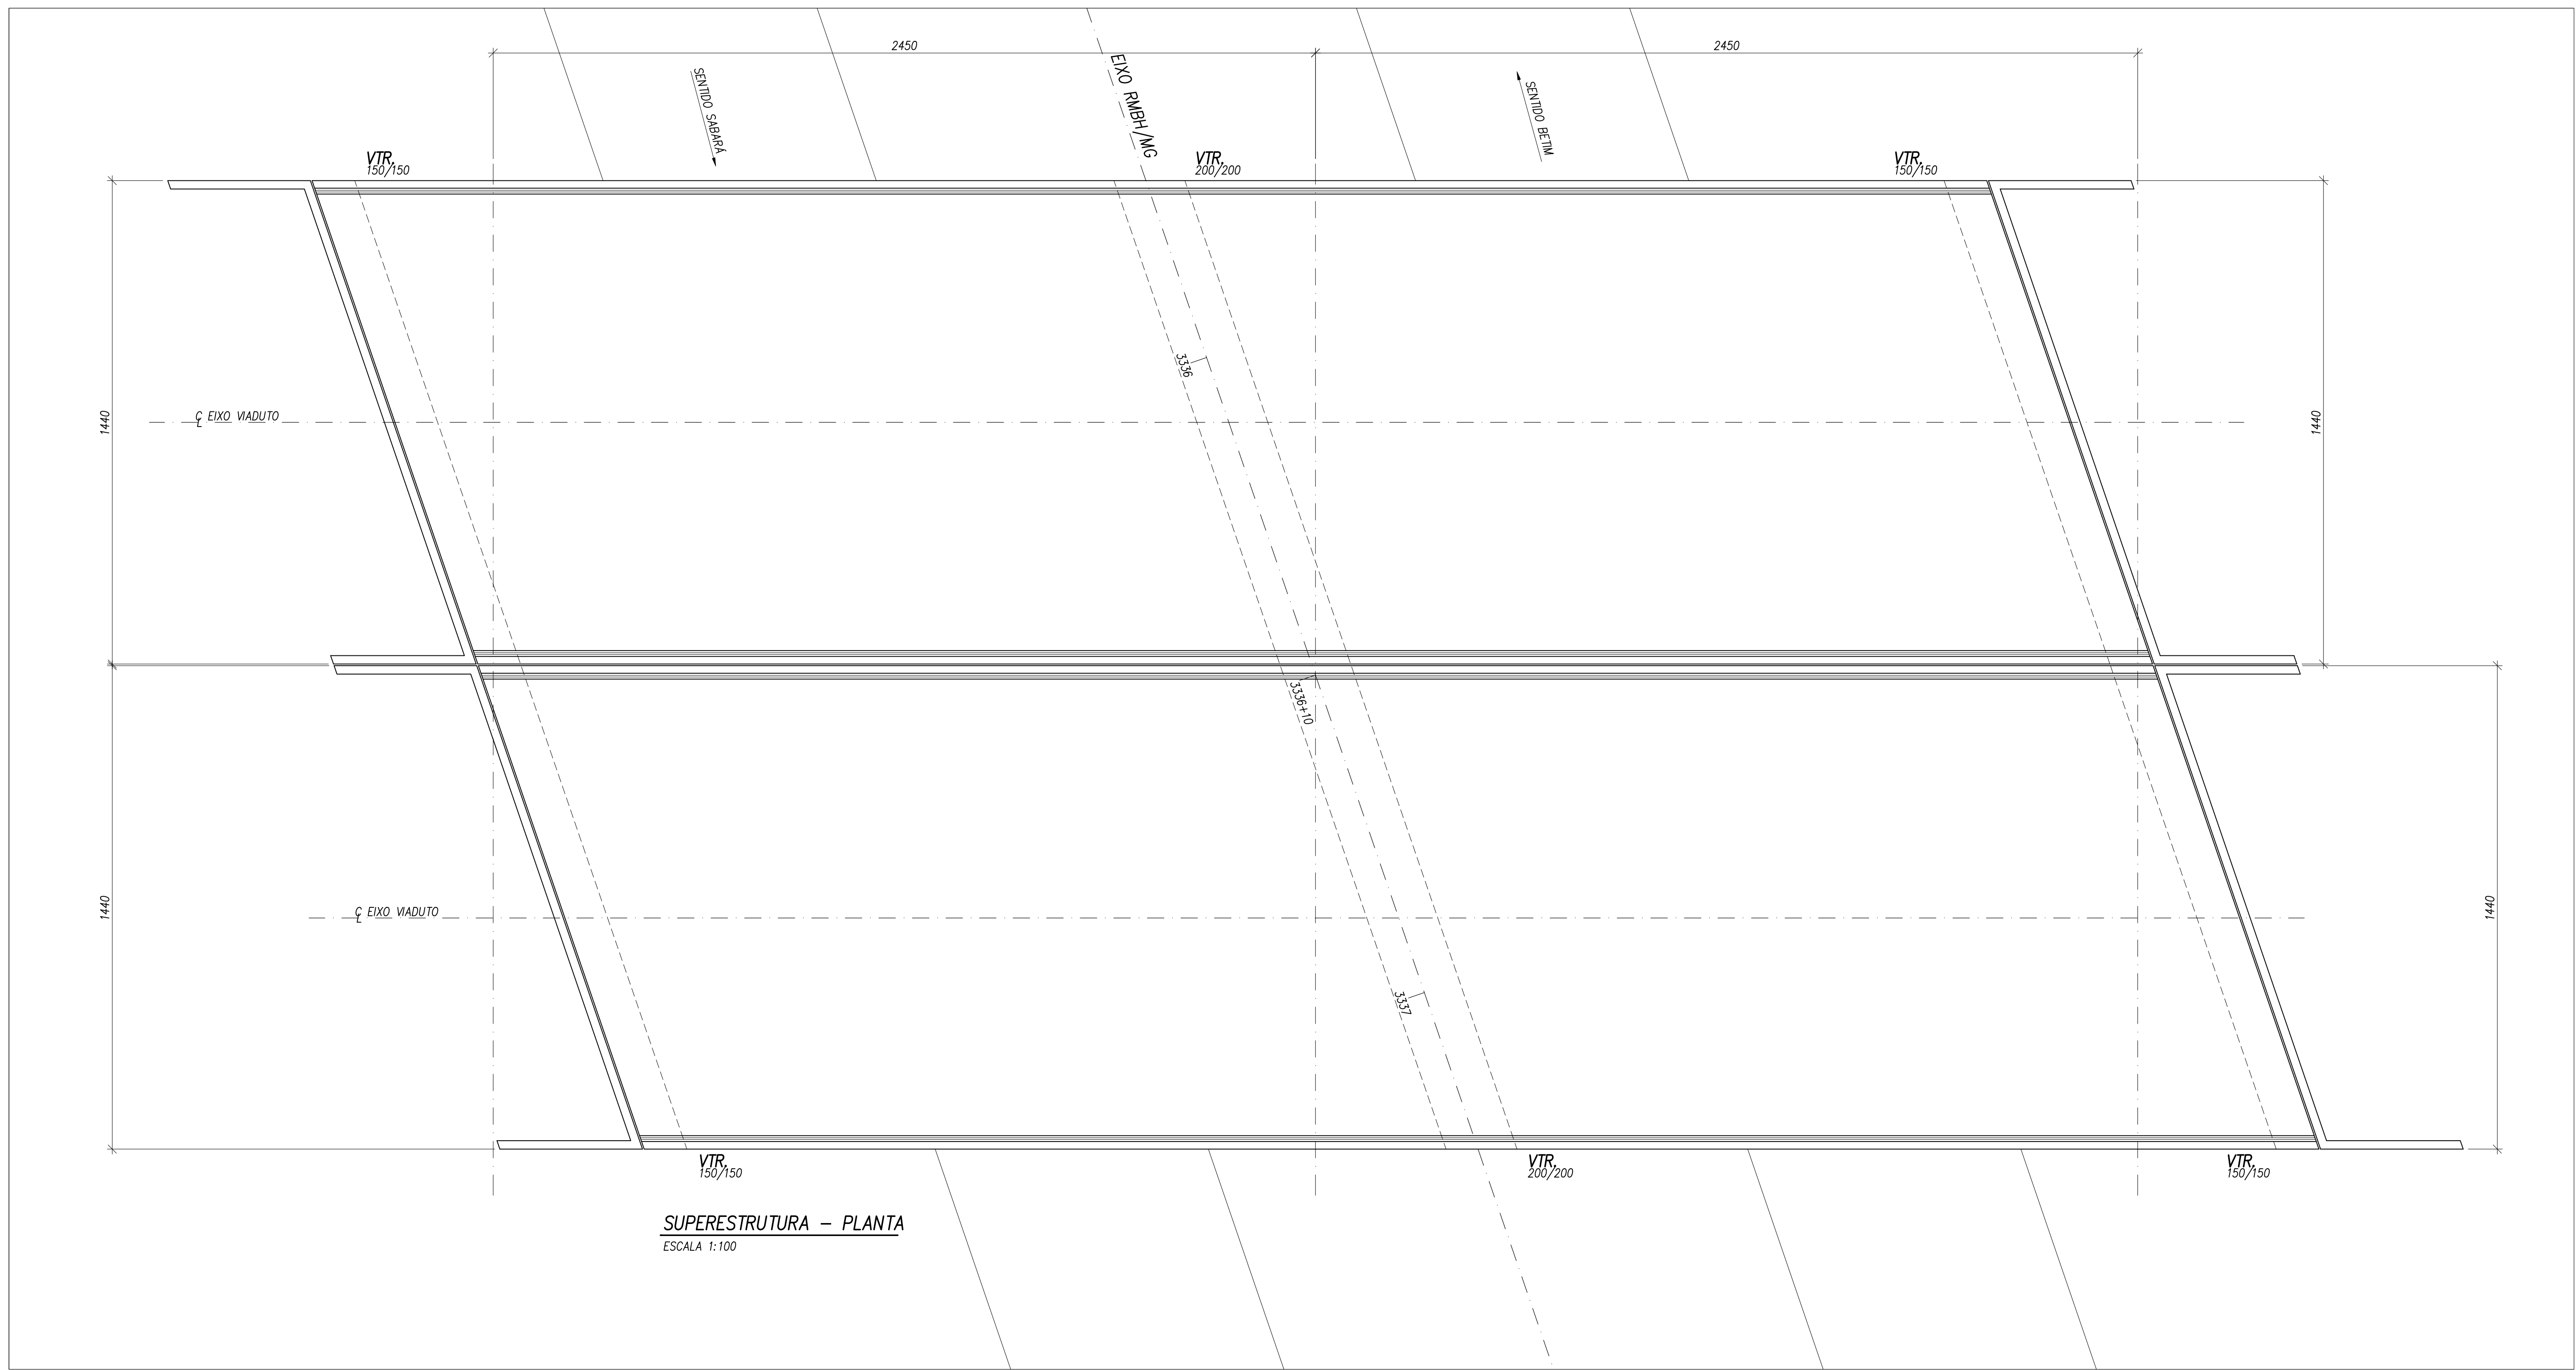 2450
2450
EIXO RMBH/MG
SENTIDO SABARÁ
SENTIDO BETIM
VTR.
150/150
VTR.
200/200
VTR.
150/150
3336
1440
CL EIXO VIADUTO
1440
3336+10
1440
CL EIXO VIADUTO
1440
3337
VTR.
150/150
VTR.
200/200
VTR.
150/150
SUPERESTRUTURA – PLANTA
ESCALA 1:100